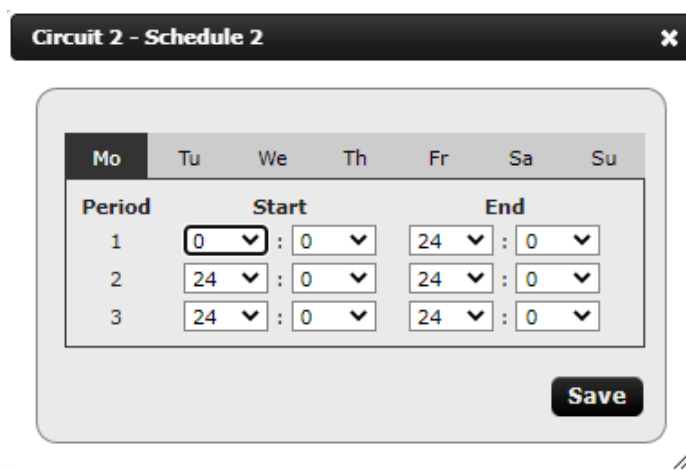 Circuit 2 - Schedule 2 ×
Mo Tu We Th Fr Sa Su
Period Start End
1 0 : 0 24 : 0
2 24 : 0 24 : 0
3 24 : 0 24 : 0
Save